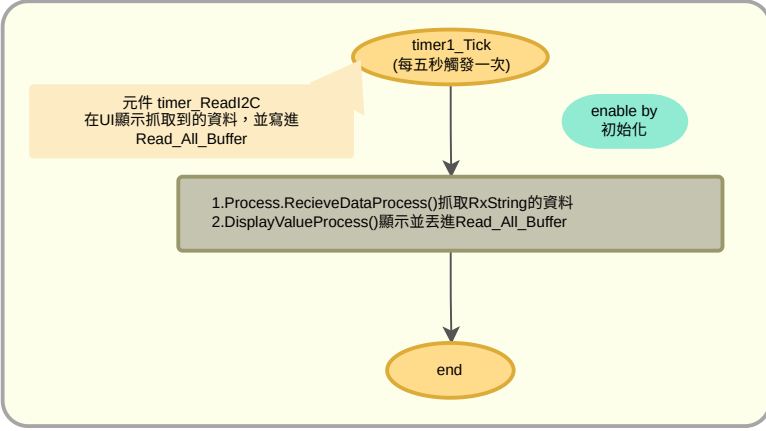 timer1_Tick
(每五秒觸發一次)
元件 timer_ReadI2C
在UI顯示抓取到的資料，並寫進
Read_All_Buffer
enable by
初始化
1.Process.RecieveDataProcess()抓取RxString的資料
2.DisplayValueProcess()顯示並丟進Read_All_Buffer
end